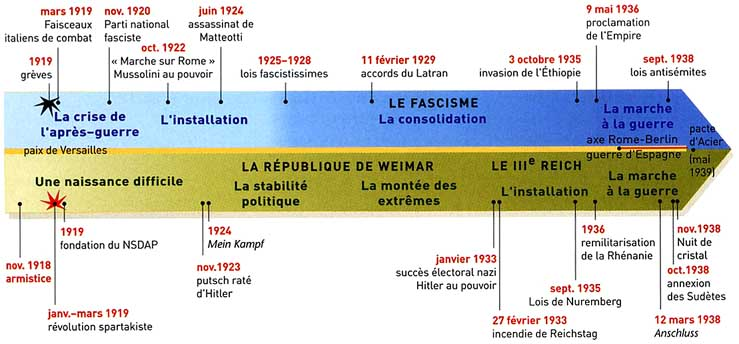 mars 1919
Faisceaux
italiens de combat
1919
grèves
nov. 1920
Parti national
fasciste
oct. 1922
« Marche sur Rome »
Mussolini au pouvoir
juin 1924
assassinat de
Matteotti
1925–1928
lois fascistissimes
11 février 1929
accords du Latran
3 octobre 1935
invasion de l'Éthiopie
9 mai 1936
proclamation
de l'Empire
sept. 1938
lois antisémites
LE FASCISME
La crise de
l'après–guerre
L'installation
La consolidation
La marche
à la guerre
paix de Versailles
axe Rome–Berlin
guerre d'Espagne
pacte
d'Acier
(mai
1939)
LA RÉPUBLIQUE DE WEIMAR
LE IIIe REICH
Une naissance difficile
La stabilité
politique
La montée des
extrêmes
L'installation
La marche
à la guerre
nov. 1918
armistice
1919
fondation du NSDAP
janv.–mars 1919
révolution spartakiste
1924
Mein Kampf
nov.1923
putsch raté
d'Hitler
janvier 1933
succès électoral nazi
Hitler au pouvoir
27 février 1933
incendie de Reichstag
sept. 1935
Lois de Nuremberg
1936
remilitarisation
de la Rhénanie
12 mars 1938
Anschluss
oct.1938
annexion
des Sudètes
nov.1938
Nuit de
cristal